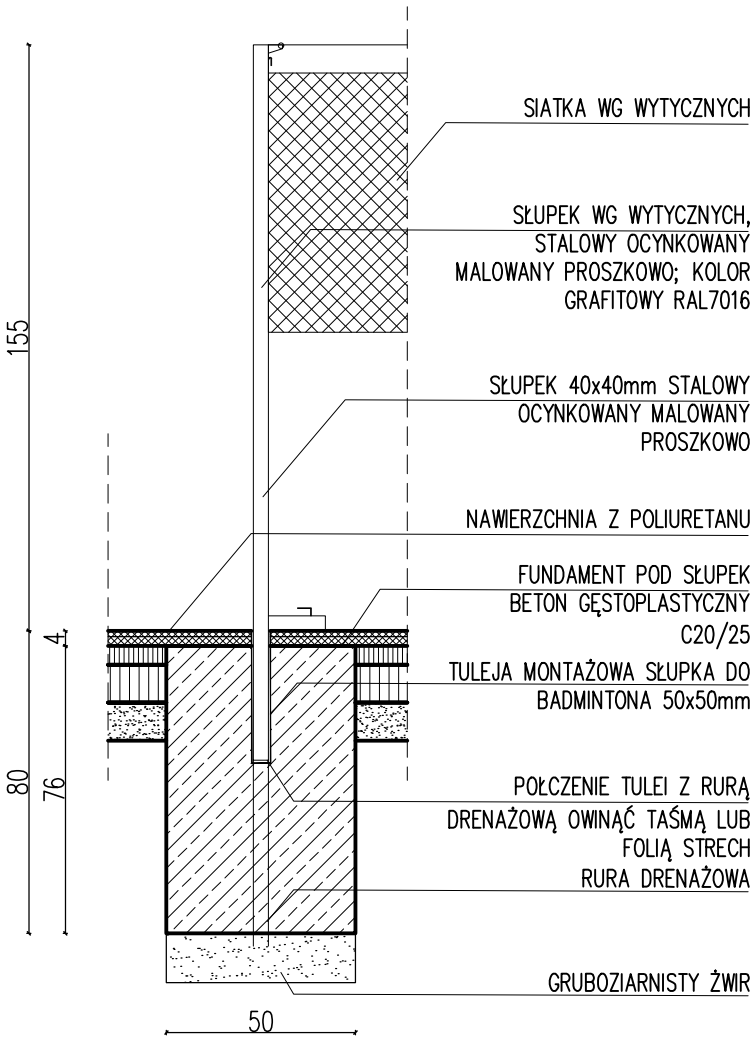 SIATKA WG WYTYCZNYCH
SŁUPEK WG WYTYCZNYCH,
STALOWY OCYNKOWANY
MALOWANY PROSZKOWO; KOLOR
GRAFITOWY RAL7016
155
SŁUPEK 40x40mm STALOWY
OCYNKOWANY MALOWANY
PROSZKOWO
NAWIERZCHNIA Z POLIURETANU
FUNDAMENT POD SŁUPEK
BETON GĘSTOPLASTYCZNY
C20/25
4
TULEJA MONTAŻOWA SŁUPKA DO
BADMINTONA 50x50mm
80
76
POŁCZENIE TULEI Z RURĄ
DRENAŻOWĄ OWINĄĆ TAŚMĄ LUB
FOLIĄ STRECH
RURA DRENAŻOWA
GRUBOZIARNISTY ŻWIR
50